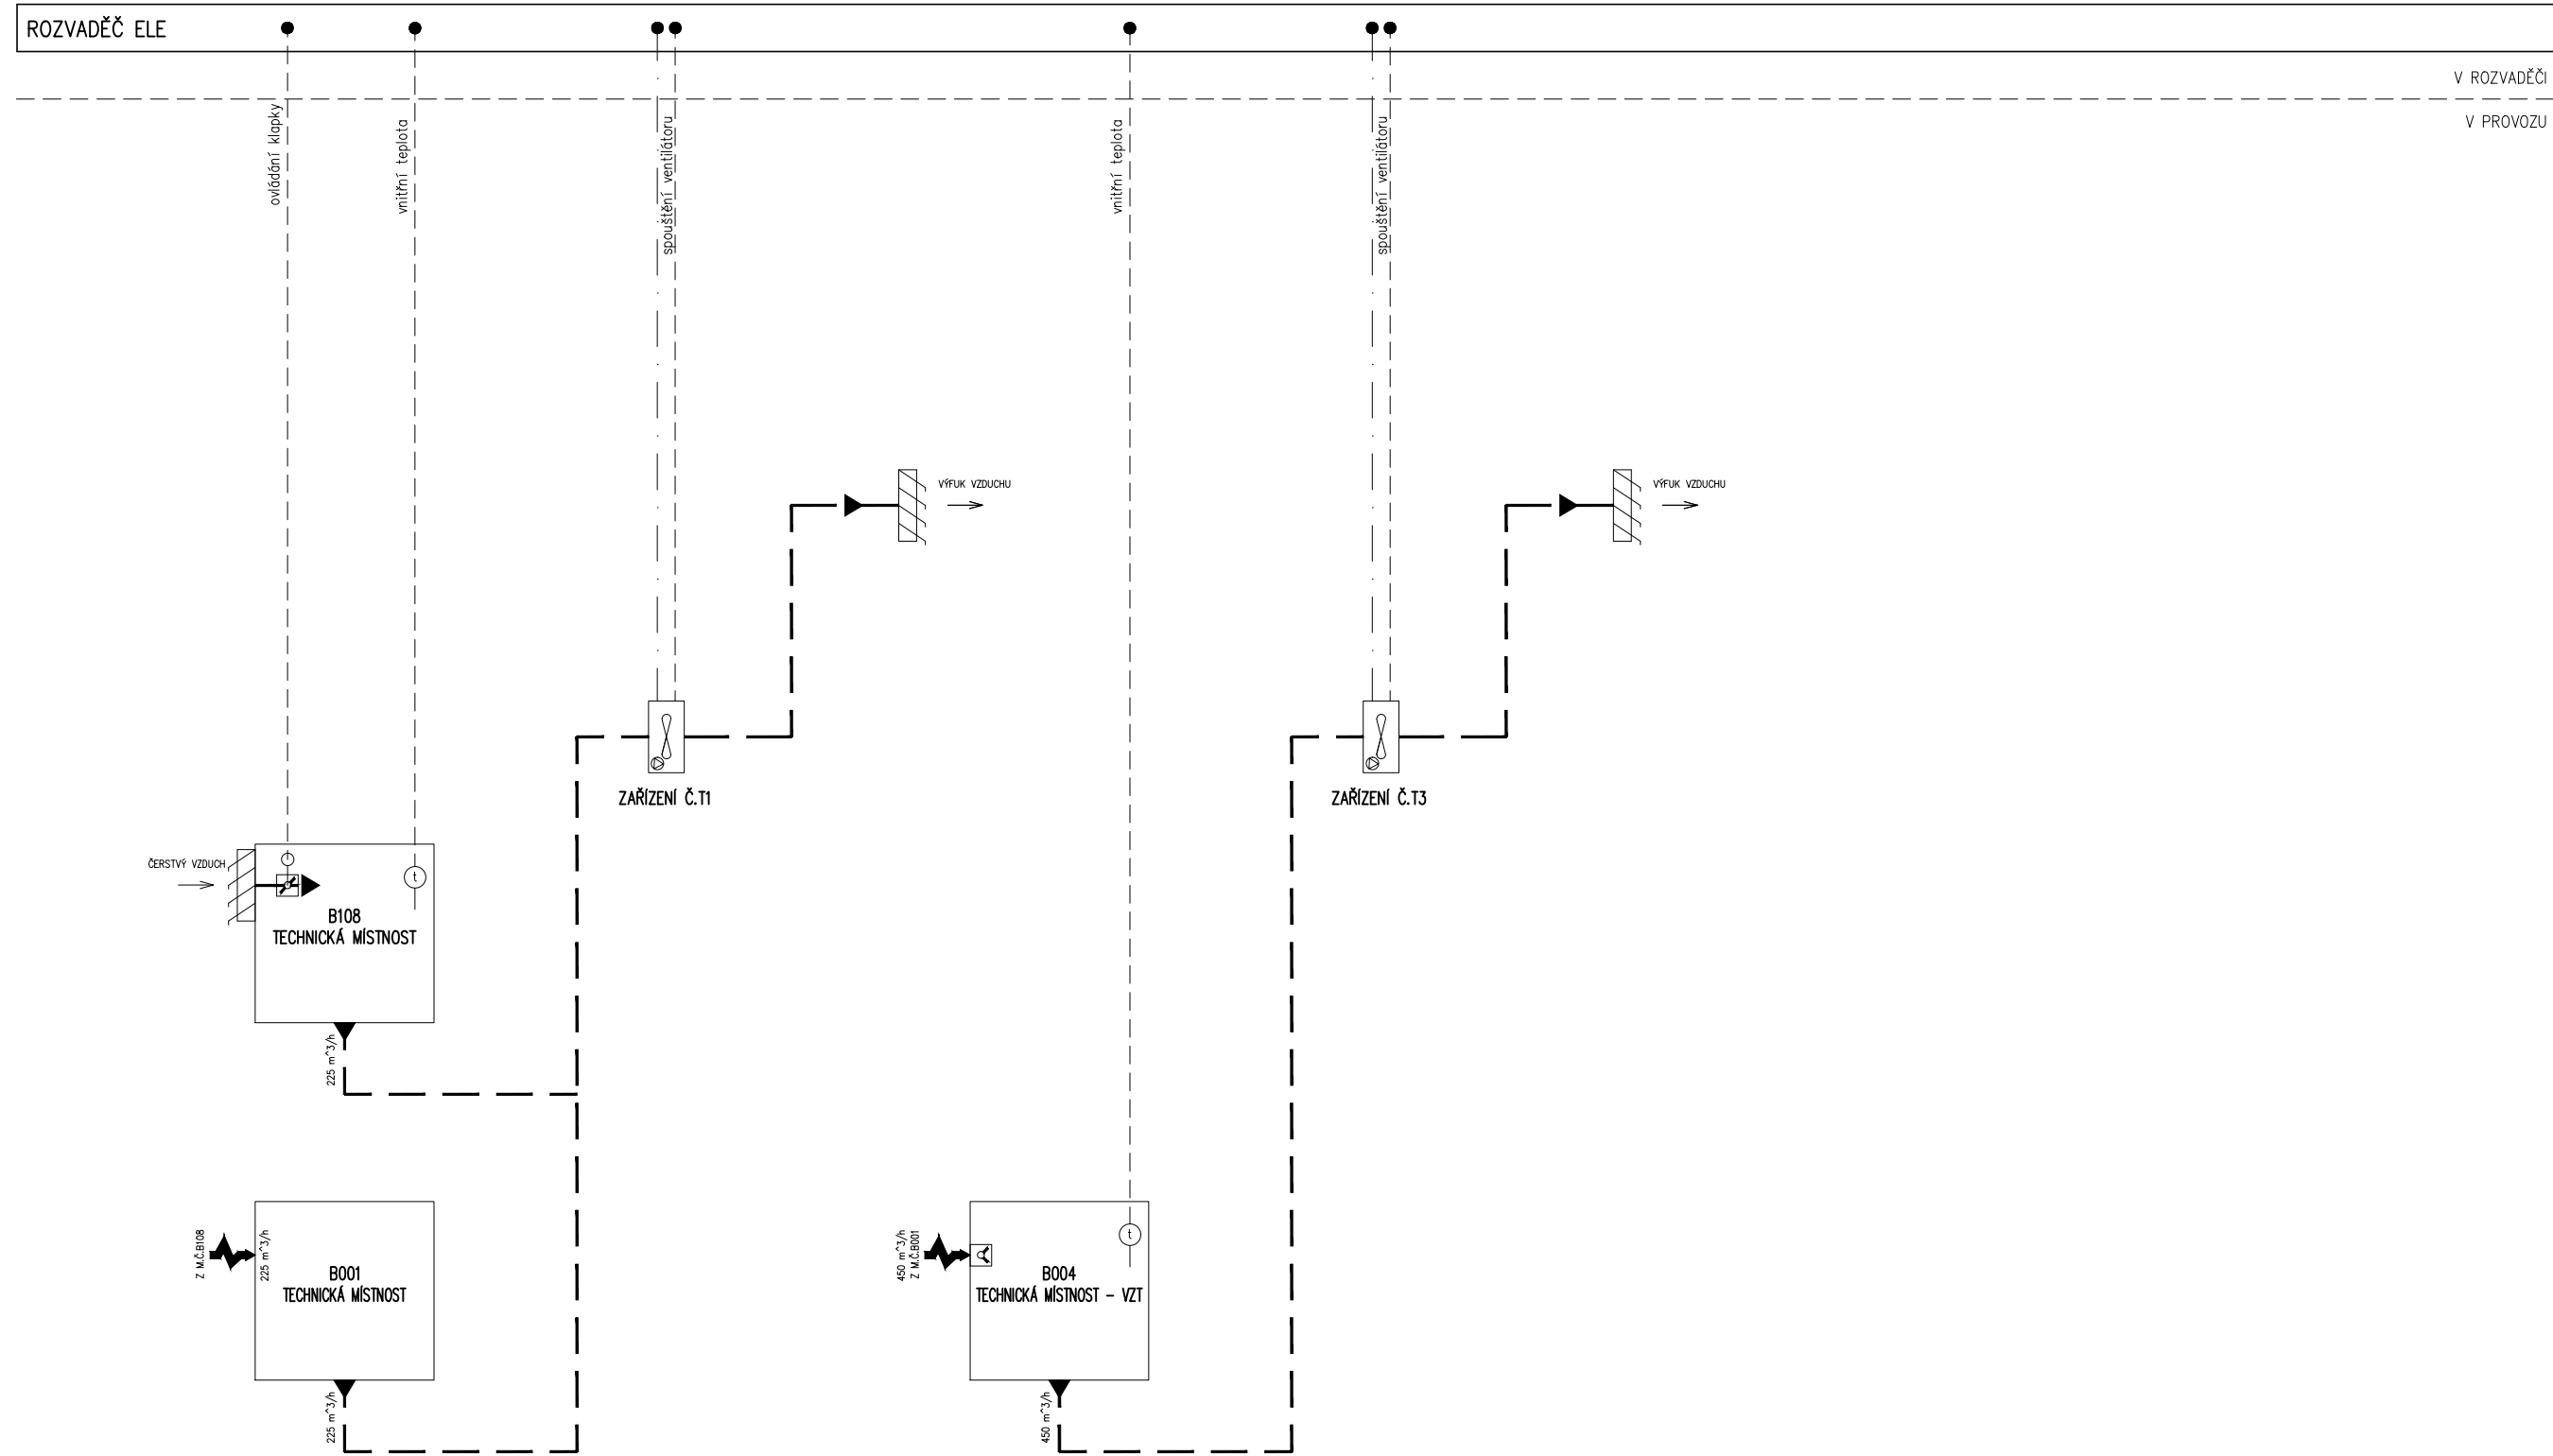 ROZVADĚČ ELE
V ROZVADĚČI
V PROVOZU
ovládání klapky
vnitřní teplota
spouštění ventilátoru
vnitřní teplota
spouštění ventilátoru
VÝFUK VZDUCHU
VÝFUK VZDUCHU
ZAŘÍZENÍ Č.T1
ZAŘÍZENÍ Č.T3
ČERSTVÝ VZDUCH
t
B108
TECHNICKÁ MÍSTNOST
225 m^3/h
Z M.Č.B108
225 m^3/h
B001
TECHNICKÁ MÍSTNOST
225 m^3/h
450 m^3/h
Z M.Č.B001
t
B004
TECHNICKÁ MÍSTNOST - VZT
450 m^3/h